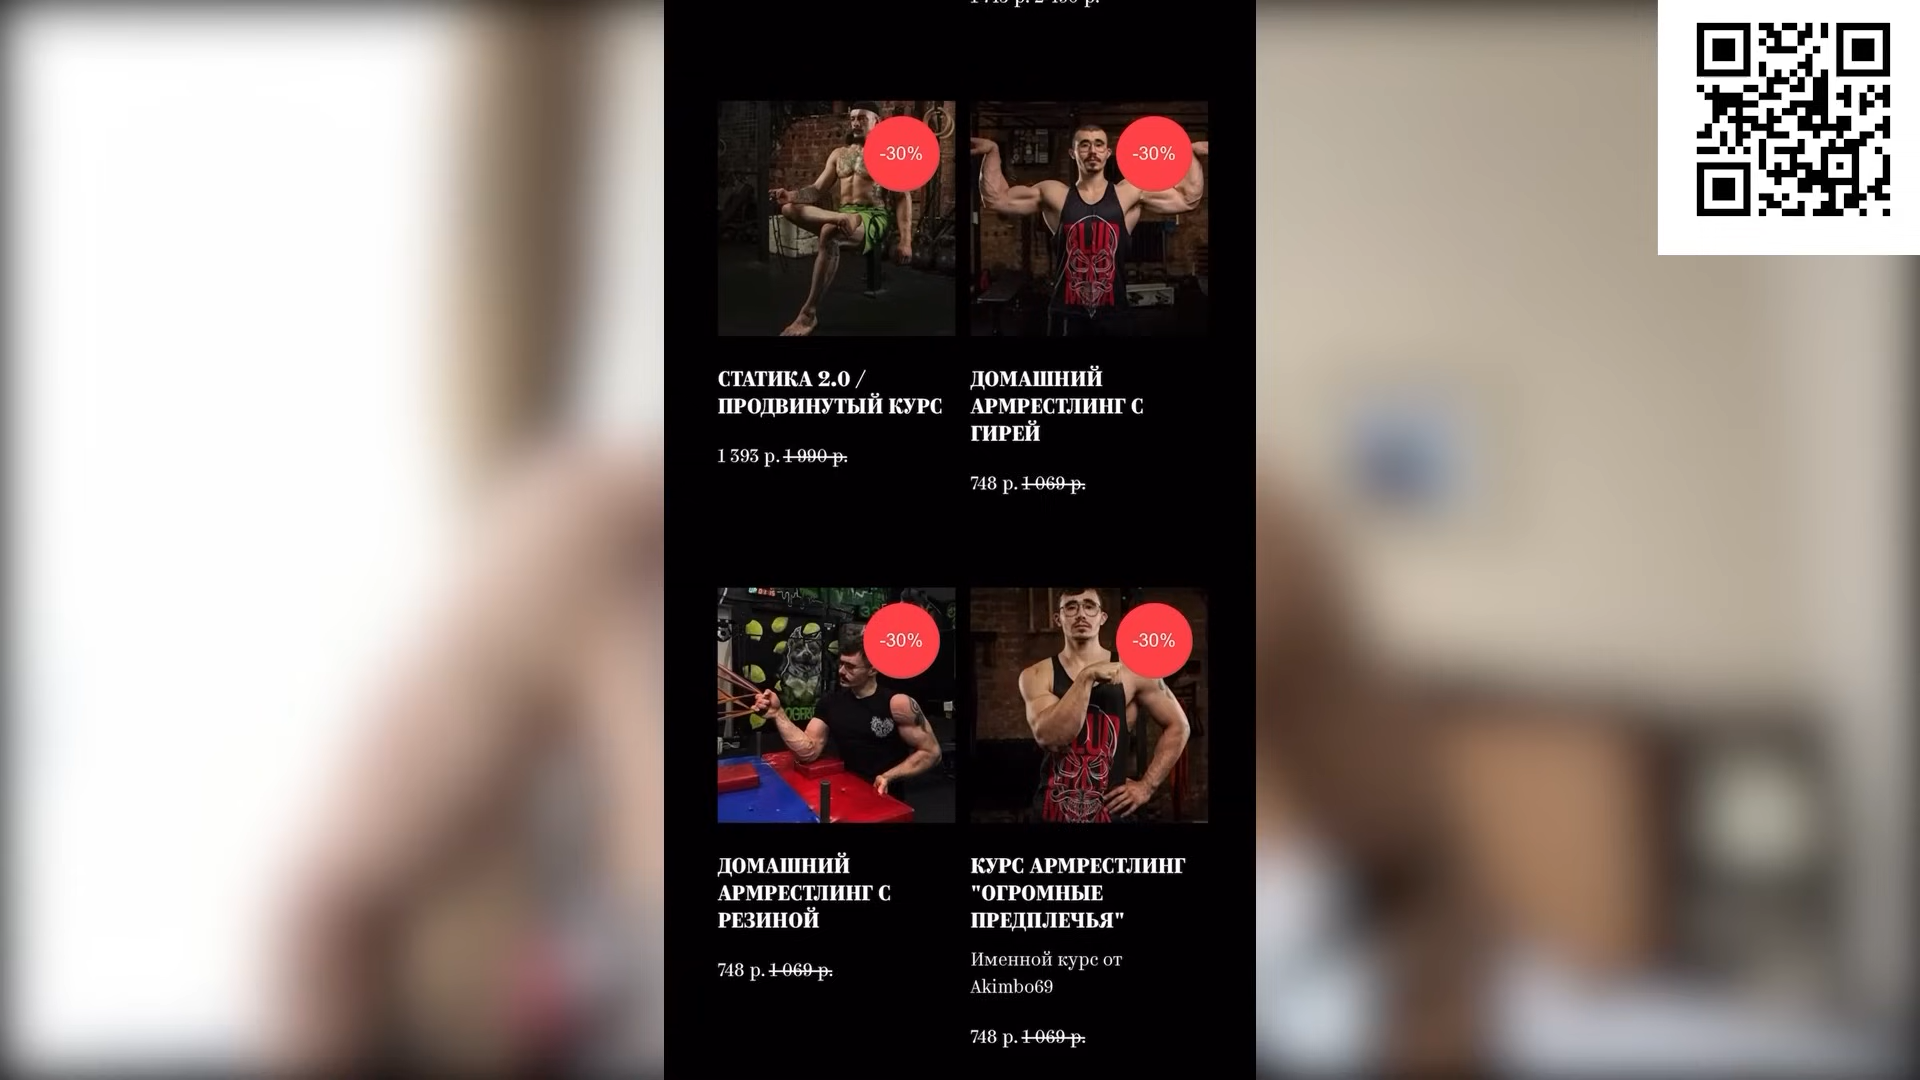 -30%
-30%
СТАТИКА 2.0 /
ПРОДВИНУТЫЙ КУРС
1 393 р. 1 990 р.
ДОМАШНИЙ
АРМРЕСТЛИНГ С
ГИРЕЙ
748 р. 1 069 р.
-30%
-30%
ДОМАШНИЙ
АРМРЕСТЛИНГ С
РЕЗИНОЙ
748 р. 1 069 р.
КУРС АРМРЕСТЛИНГ
"ОГРОМНЫЕ
ПРЕДПЛЕЧЬЯ"
Именной курс от
Akimbo69
748 р. 1 069 р.